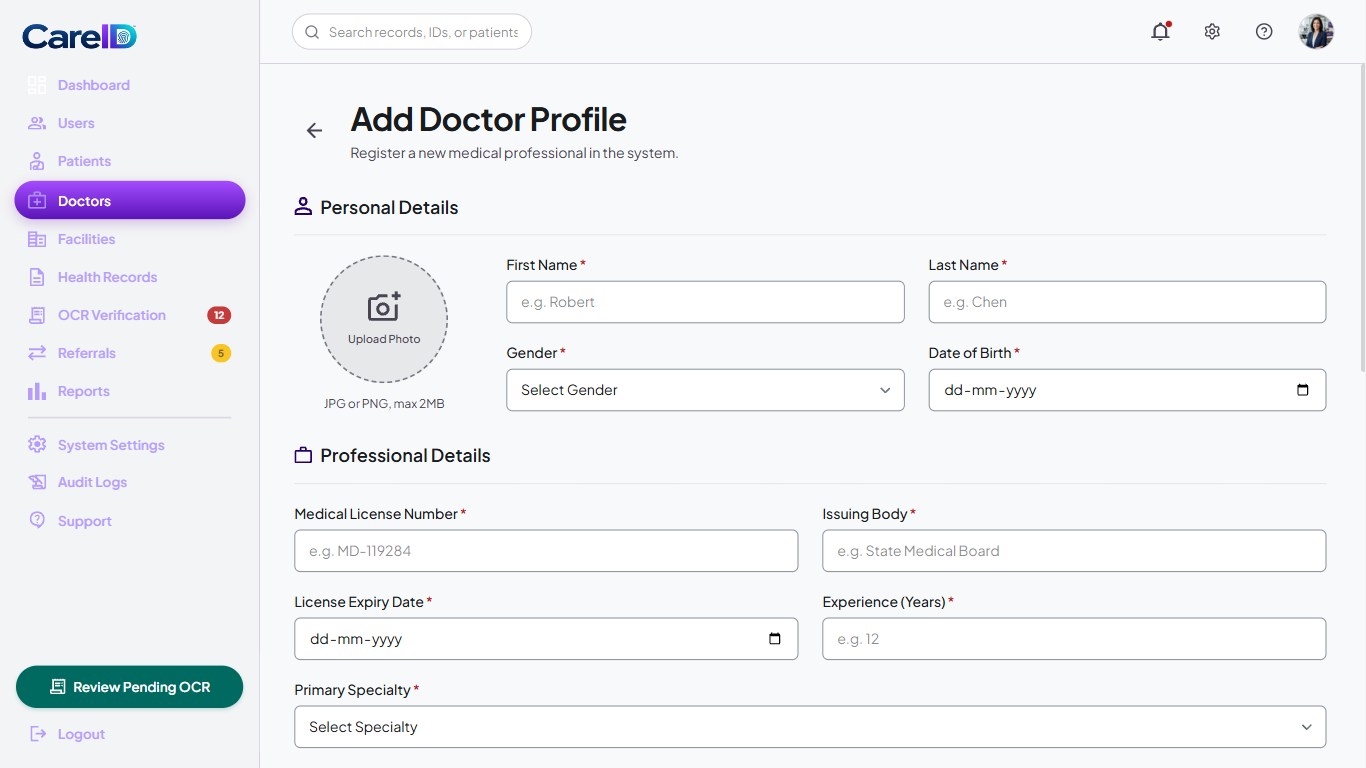 CareID
Dashboard
Users
Patients
Doctors
Facilities
Health Records
OCR Verification 12
Referrals 5
Reports
System Settings
Audit Logs
Support
Review Pending OCR
Logout
Search records, IDs, or patients
Add Doctor Profile
Register a new medical professional in the system.
Personal Details
Upload Photo
JPG or PNG, max 2MB
First Name * Last Name *
e.g. Robert e.g. Chen
Gender * Date of Birth *
Select Gender dd-mm-yyyy
Professional Details
Medical License Number * Issuing Body *
e.g. MD-119284 e.g. State Medical Board
License Expiry Date * Experience (Years) *
dd-mm-yyyy e.g. 12
Primary Specialty *
Select Specialty